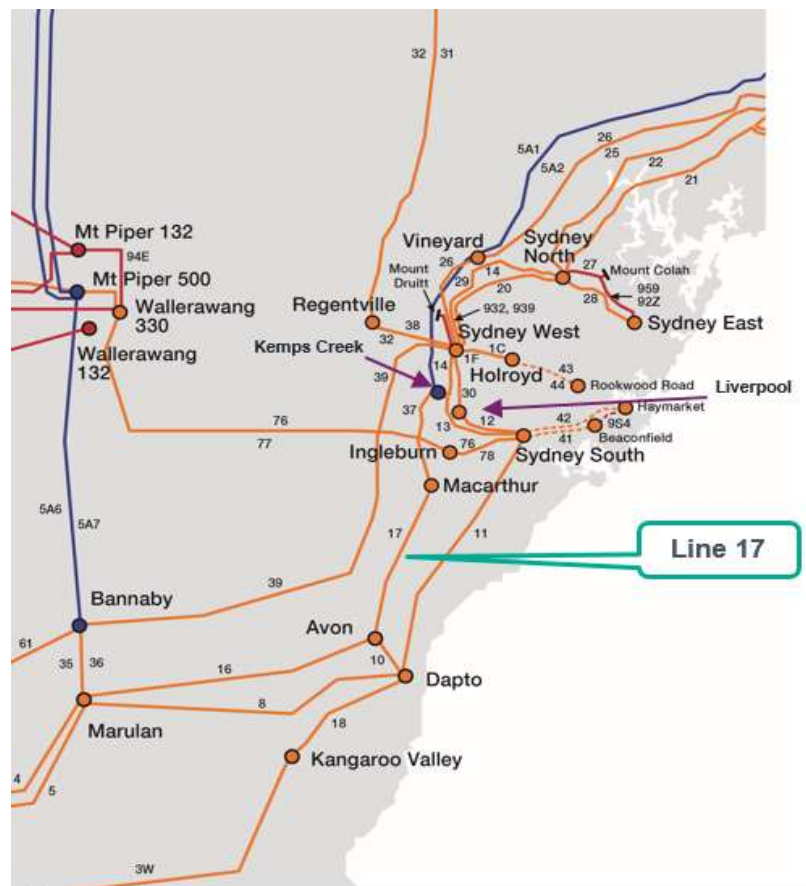 32
31
5A1
5A2
26
25
22
21
Mt Piper 132
94E
Mt Piper 500
Wallerawang
330
Wallerawang
132
Vineyard
Sydney
North
27
Mount Colah
959
92Z
28
Sydney East
26
29
14
20
Mount
Druitt
932, 939
Regentville
38
32
Sydney West
Kemps Creek
39
14
1F
1C
Holroyd
43
44
Rookwood Road
Liverpool
30
37
13
12
42
Haymarket
9S4
41
Beaconfield
Sydney South
76
77
Ingleburn
76
78
Macarthur
17
11
Line 17
5A6
5A7
39
Bannaby
61
35
36
16
Avon
10
Dapto
8
Marulan
18
Kangaroo Valley
4
5
3W